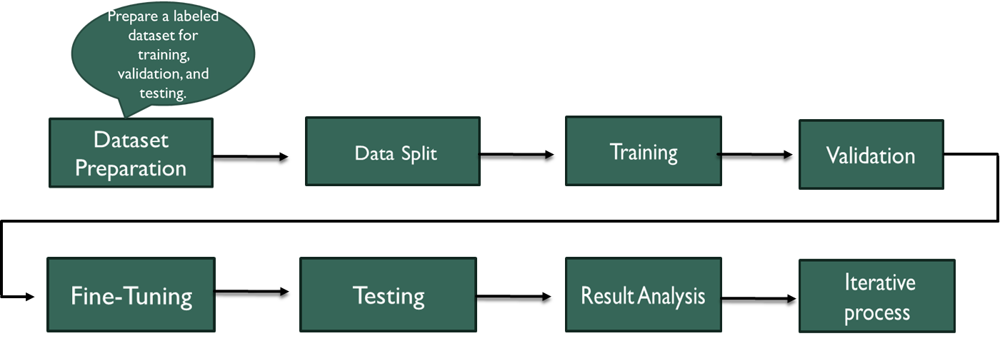 Prepare a labeled
dataset for
training,
validation, and
testing.
Dataset
Preparation
Data Split
Training
Validation
Fine-Tuning
Testing
Result Analysis
Iterative
process